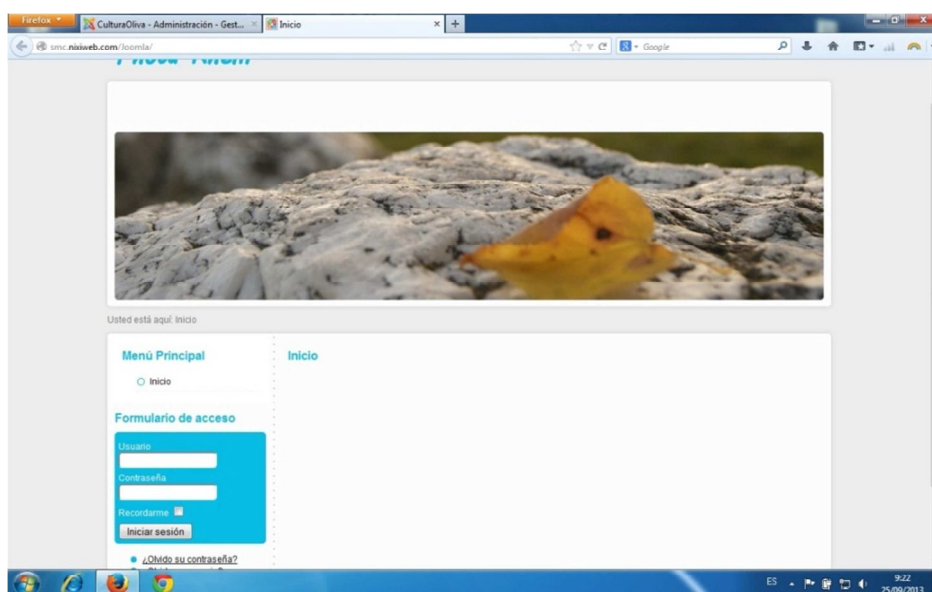 Firefox
CulturaOliva - Administración - Gest...
Inicio
smc.nixiweb.com/Joomla/
Google
Usted está aquí: Inicio
Menú Principal
Inicio
Inicio
Formulario de acceso
Usuario
Contraseña
Recordarme
Iniciar sesión
¿Olvido su contraseña?
ES
9:22
25/09/2013